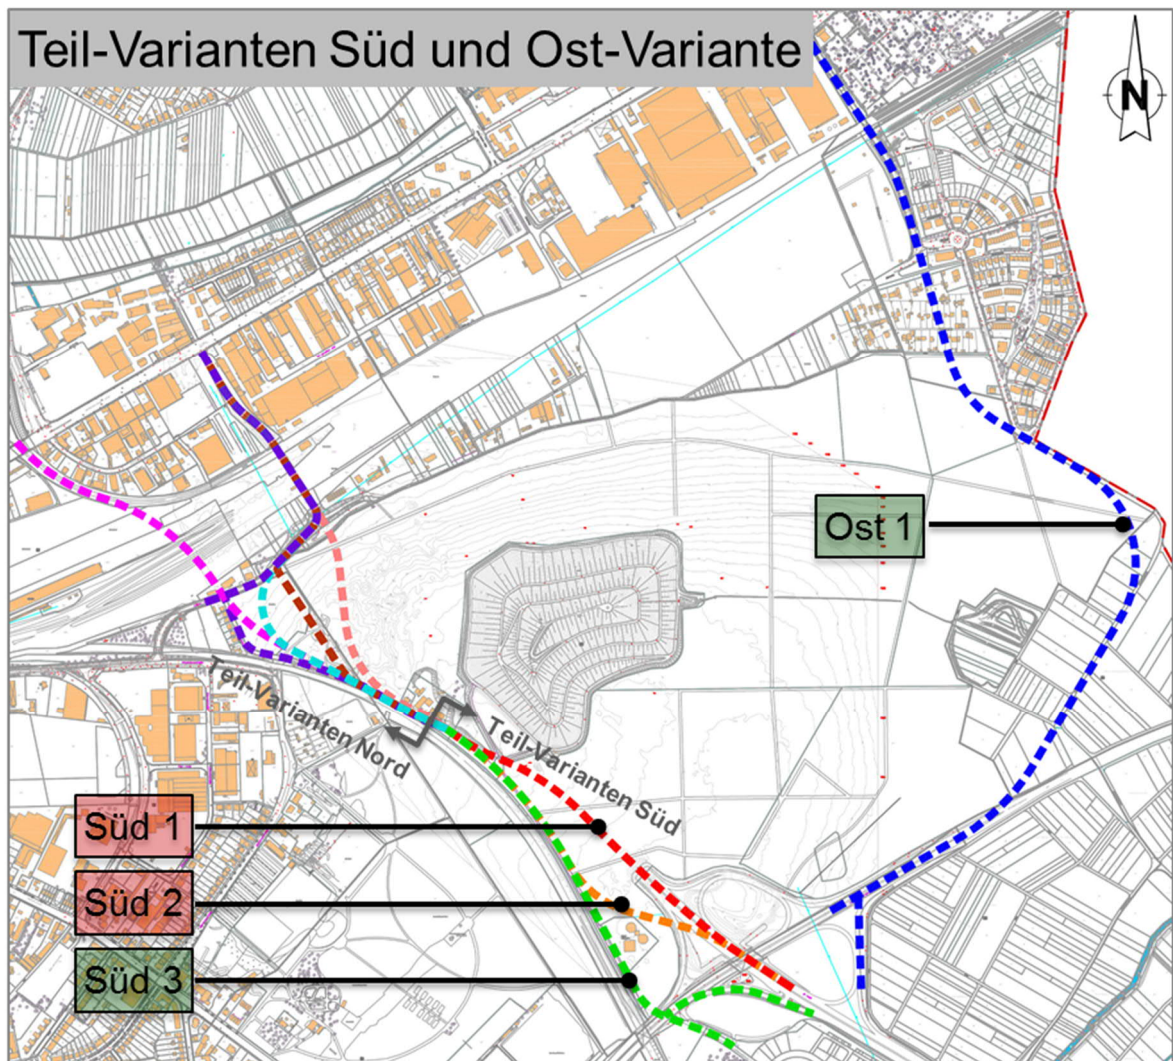 Teil-Varianten Süd und Ost-Variante
N
Ost 1
Teil-Varianten Nord
Teil-Varianten Süd
Süd 1
Süd 2
Süd 3